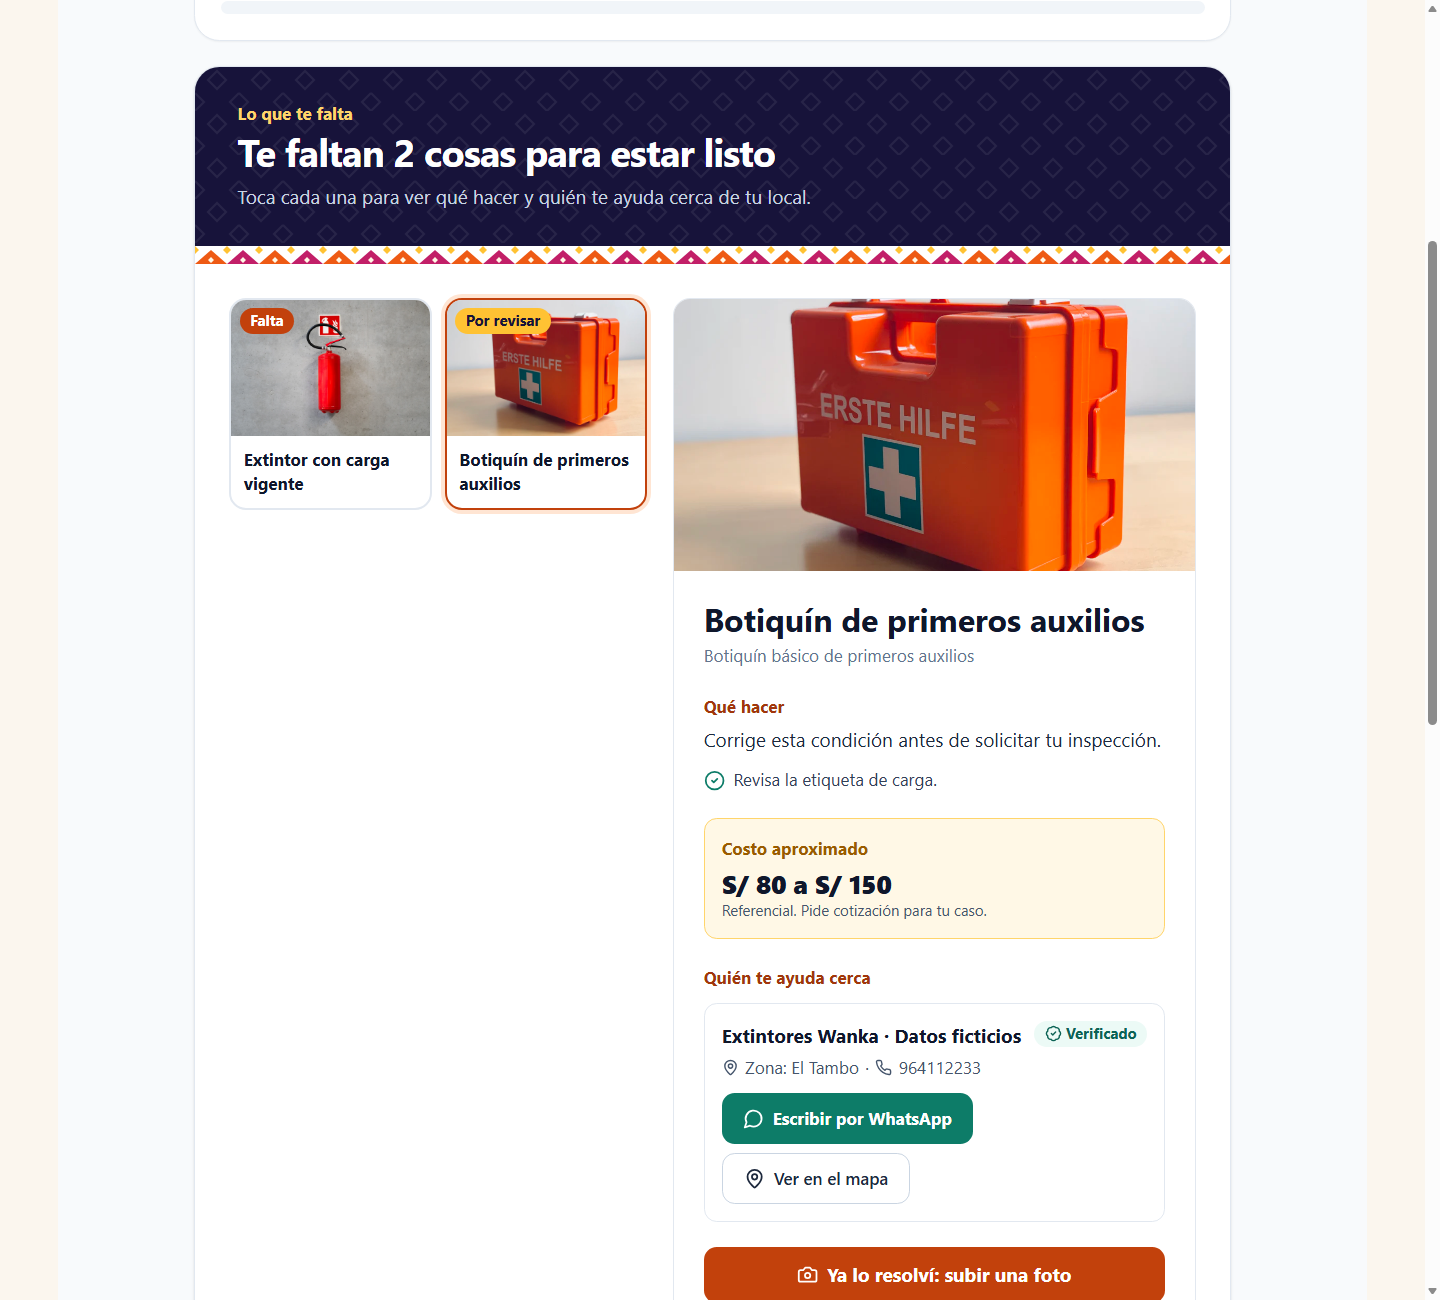 Lo que te falta
Te faltan 2 cosas para estar listo
Toca cada una para ver qué hacer y quién te ayuda cerca de tu local.
Falta
Extintor con carga
vigente
Por revisar
ERSTE HILFE
Botiquín de primeros
auxilios
ERSTE HILFE
Botiquín de primeros auxilios
Botiquín básico de primeros auxilios
Qué hacer
Corrige esta condición antes de solicitar tu inspección.
Revisa la etiqueta de carga.
Costo aproximado
S/ 80 a S/ 150
Referencial. Pide cotización para tu caso.
Quién te ayuda cerca
Extintores Wanka · Datos ficticios
Verificado
Zona: El Tambo · 964112233
Escribir por WhatsApp
Ver en el mapa
Ya lo resolví: subir una foto